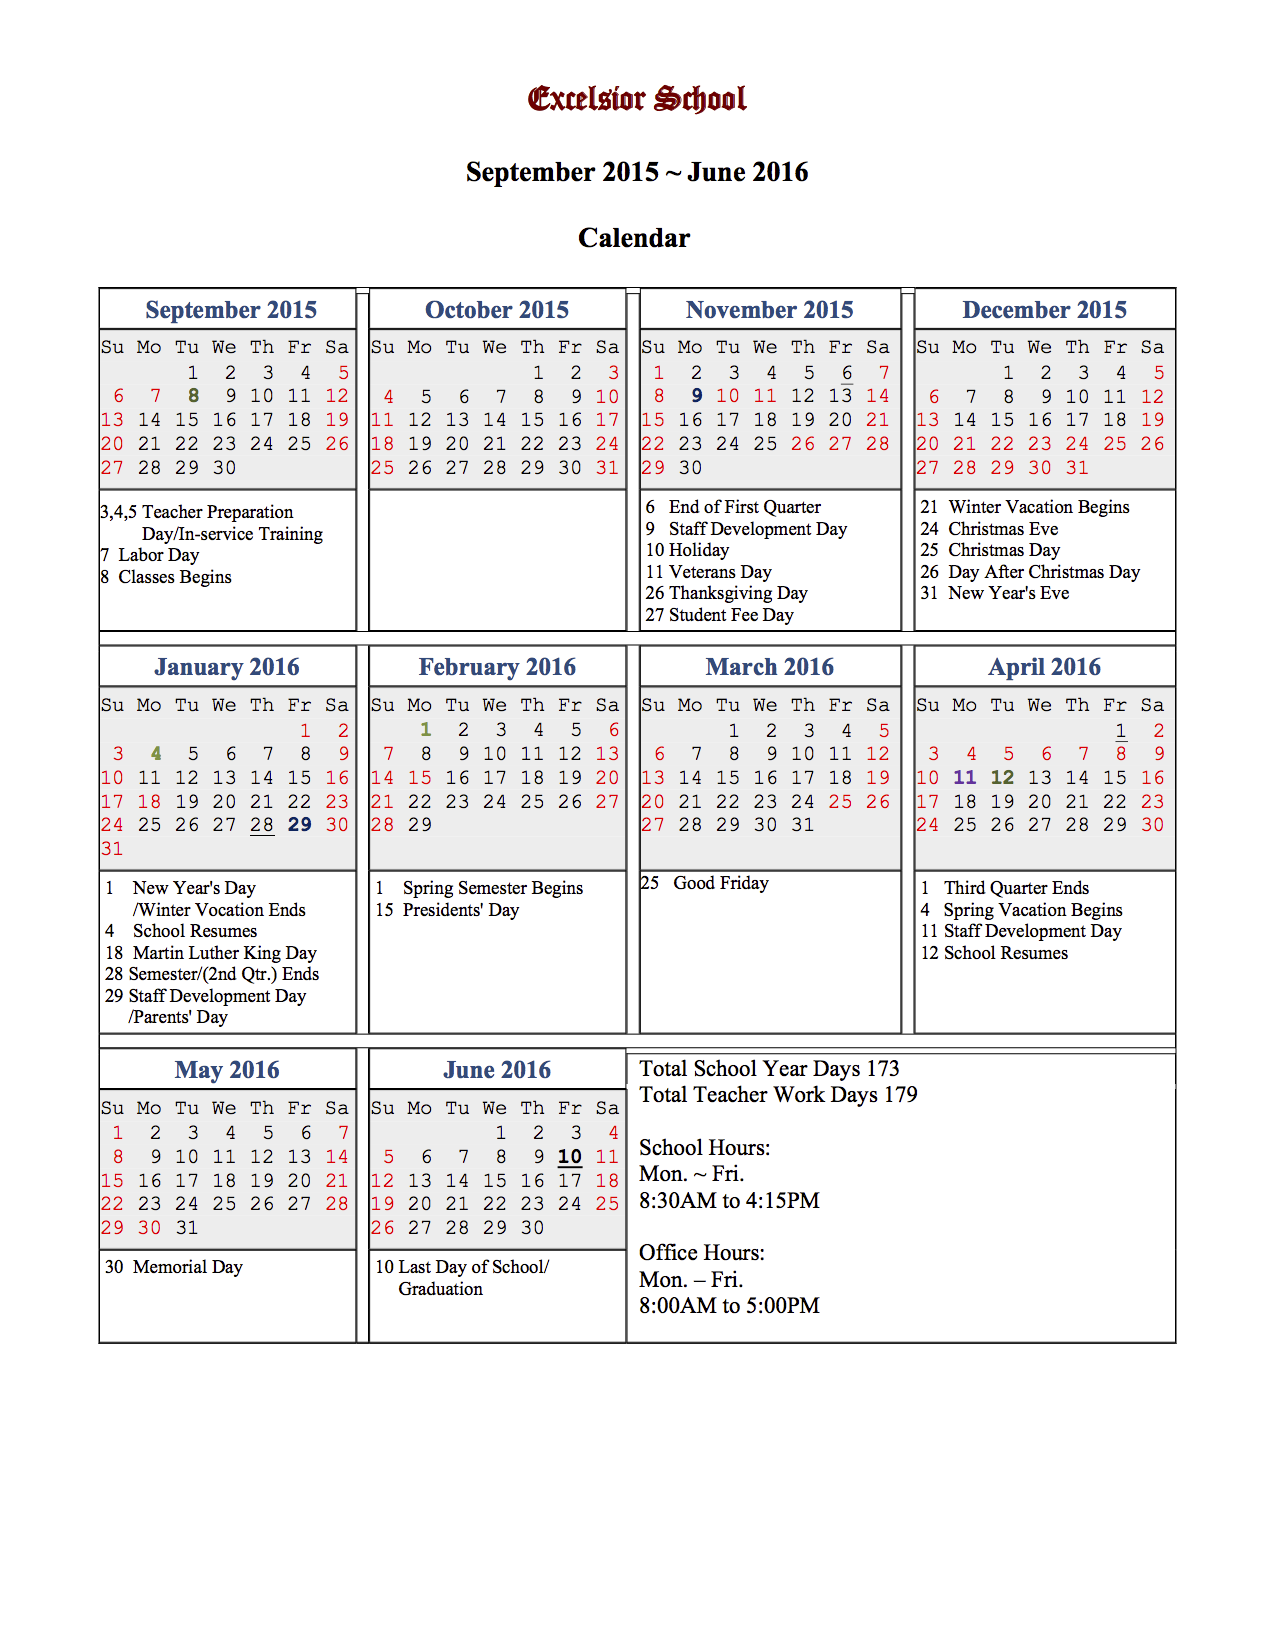 Excelsior School
September 2015 ~ June 2016
Calendar
September 2015
Su Mo Tu We Th Fr Sa
1 2 3 4 5
6 7 8 9 10 11 12
13 14 15 16 17 18 19
20 21 22 23 24 25 26
27 28 29 30
3,4,5 Teacher Preparation
Day/In-service Training
7 Labor Day
8 Classes Begins
October 2015
Su Mo Tu We Th Fr Sa
1 2 3
4 5 6 7 8 9 10
11 12 13 14 15 16 17
18 19 20 21 22 23 24
25 26 27 28 29 30 31
November 2015
Su Mo Tu We Th Fr Sa
1 2 3 4 5 6 7
8 9 10 11 12 13 14
15 16 17 18 19 20 21
22 23 24 25 26 27 28
29 30
6 End of First Quarter
9 Staff Development Day
10 Holiday
11 Veterans Day
26 Thanksgiving Day
27 Student Fee Day
December 2015
Su Mo Tu We Th Fr Sa
1 2 3 4 5
6 7 8 9 10 11 12
13 14 15 16 17 18 19
20 21 22 23 24 25 26
27 28 29 30 31
21 Winter Vacation Begins
24 Christmas Eve
25 Christmas Day
26 Day After Christmas Day
31 New Year's Eve
January 2016
Su Mo Tu We Th Fr Sa
1 2
3 4 5 6 7 8 9
10 11 12 13 14 15 16
17 18 19 20 21 22 23
24 25 26 27 28 29 30
31
1 New Year's Day
/Winter Vocation Ends
4 School Resumes
18 Martin Luther King Day
28 Semester/(2nd Qtr.) Ends
29 Staff Development Day
/Parents' Day
February 2016
Su Mo Tu We Th Fr Sa
1 2 3 4 5 6
7 8 9 10 11 12 13
14 15 16 17 18 19 20
21 22 23 24 25 26 27
28 29
1 Spring Semester Begins
15 Presidents' Day
March 2016
Su Mo Tu We Th Fr Sa
1 2 3 4 5
6 7 8 9 10 11 12
13 14 15 16 17 18 19
20 21 22 23 24 25 26
27 28 29 30 31
25 Good Friday
April 2016
Su Mo Tu We Th Fr Sa
1 2
3 4 5 6 7 8 9
10 11 12 13 14 15 16
17 18 19 20 21 22 23
24 25 26 27 28 29 30
1 Third Quarter Ends
4 Spring Vacation Begins
11 Staff Development Day
12 School Resumes
May 2016
Su Mo Tu We Th Fr Sa
1 2 3 4 5 6 7
8 9 10 11 12 13 14
15 16 17 18 19 20 21
22 23 24 25 26 27 28
29 30 31
30 Memorial Day
June 2016
Su Mo Tu We Th Fr Sa
1 2 3 4
5 6 7 8 9 10 11
12 13 14 15 16 17 18
19 20 21 22 23 24 25
26 27 28 29 30
10 Last Day of School/
Graduation
Total School Year Days 173
Total Teacher Work Days 179
School Hours:
Mon. ~ Fri.
8:30AM to 4:15PM
Office Hours:
Mon. – Fri.
8:00AM to 5:00PM